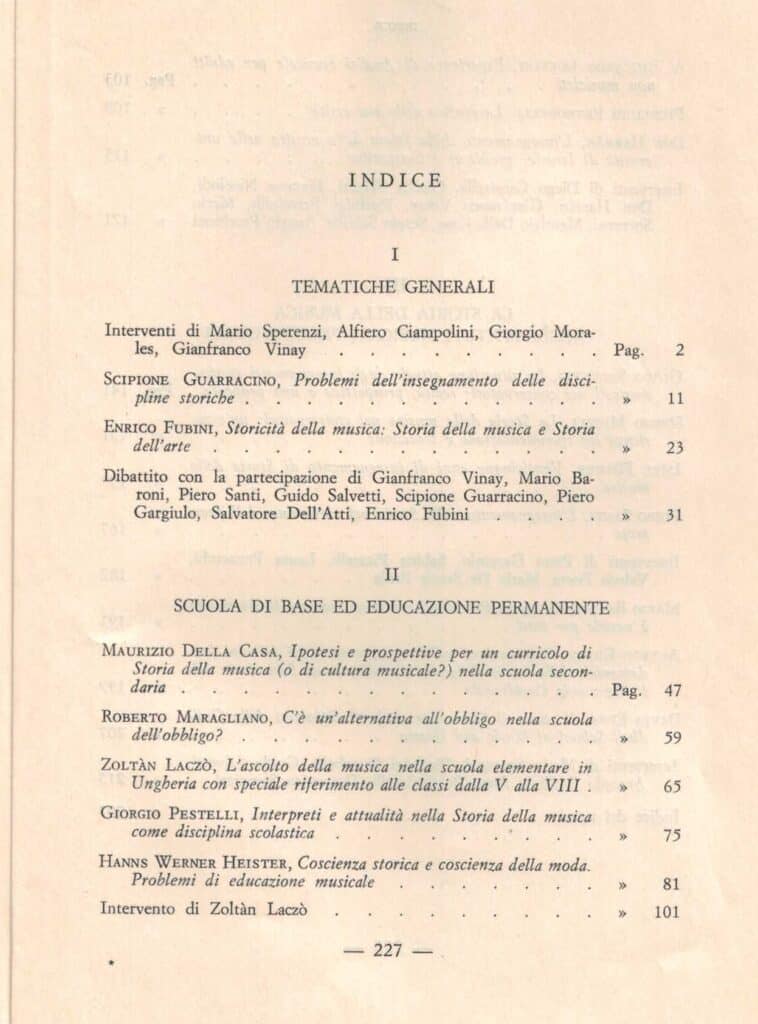 INDICE
I
TEMATICHE GENERALI
Interventi di Mario Sperenzi, Alfiero Ciampolini, Giorgio Mora-
les, Gianfranco Vinay . . . . . . . . . Pag. 2
Scipione Guarracino, Problemi dell'insegnamento delle disci-
pline storiche . . . . . . . . . . . . » 11
Enrico Fubini, Storicità della musica: Storia della musica e Storia
dell'arte . . . . . . . . . . . . . » 23
Dibattito con la partecipazione di Gianfranco Vinay, Mario Ba-
roni, Piero Santi, Guido Salvetti, Scipione Guarracino, Piero
Gargiulo, Salvatore Dell'Atti, Enrico Fubini . . . . » 31
II
SCUOLA DI BASE ED EDUCAZIONE PERMANENTE
Maurizio Della Casa, Ipotesi e prospettive per un curricolo di
Storia della musica (o di cultura musicale?) nella scuola secon-
daria . . . . . . . . . . . . . . Pag. 47
Roberto Maragliano, C'è un'alternativa all'obbligo nella scuola
dell'obbligo? . . . . . . . . . . . . » 59
Zoltàn Laczò, L'ascolto della musica nella scuola elementare in
Ungheria con speciale riferimento alle classi dalla V alla VIII . » 65
Giorgio Pestelli, Interpreti e attualità nella Storia della musica
come disciplina scolastica . . . . . . . . . » 75
Hanns Werner Heister, Coscienza storica e coscienza della moda.
Problemi di educazione musicale . . . . . . . » 81
Intervento di Zoltàn Laczò . . . . . . . . . » 101
— 227 —